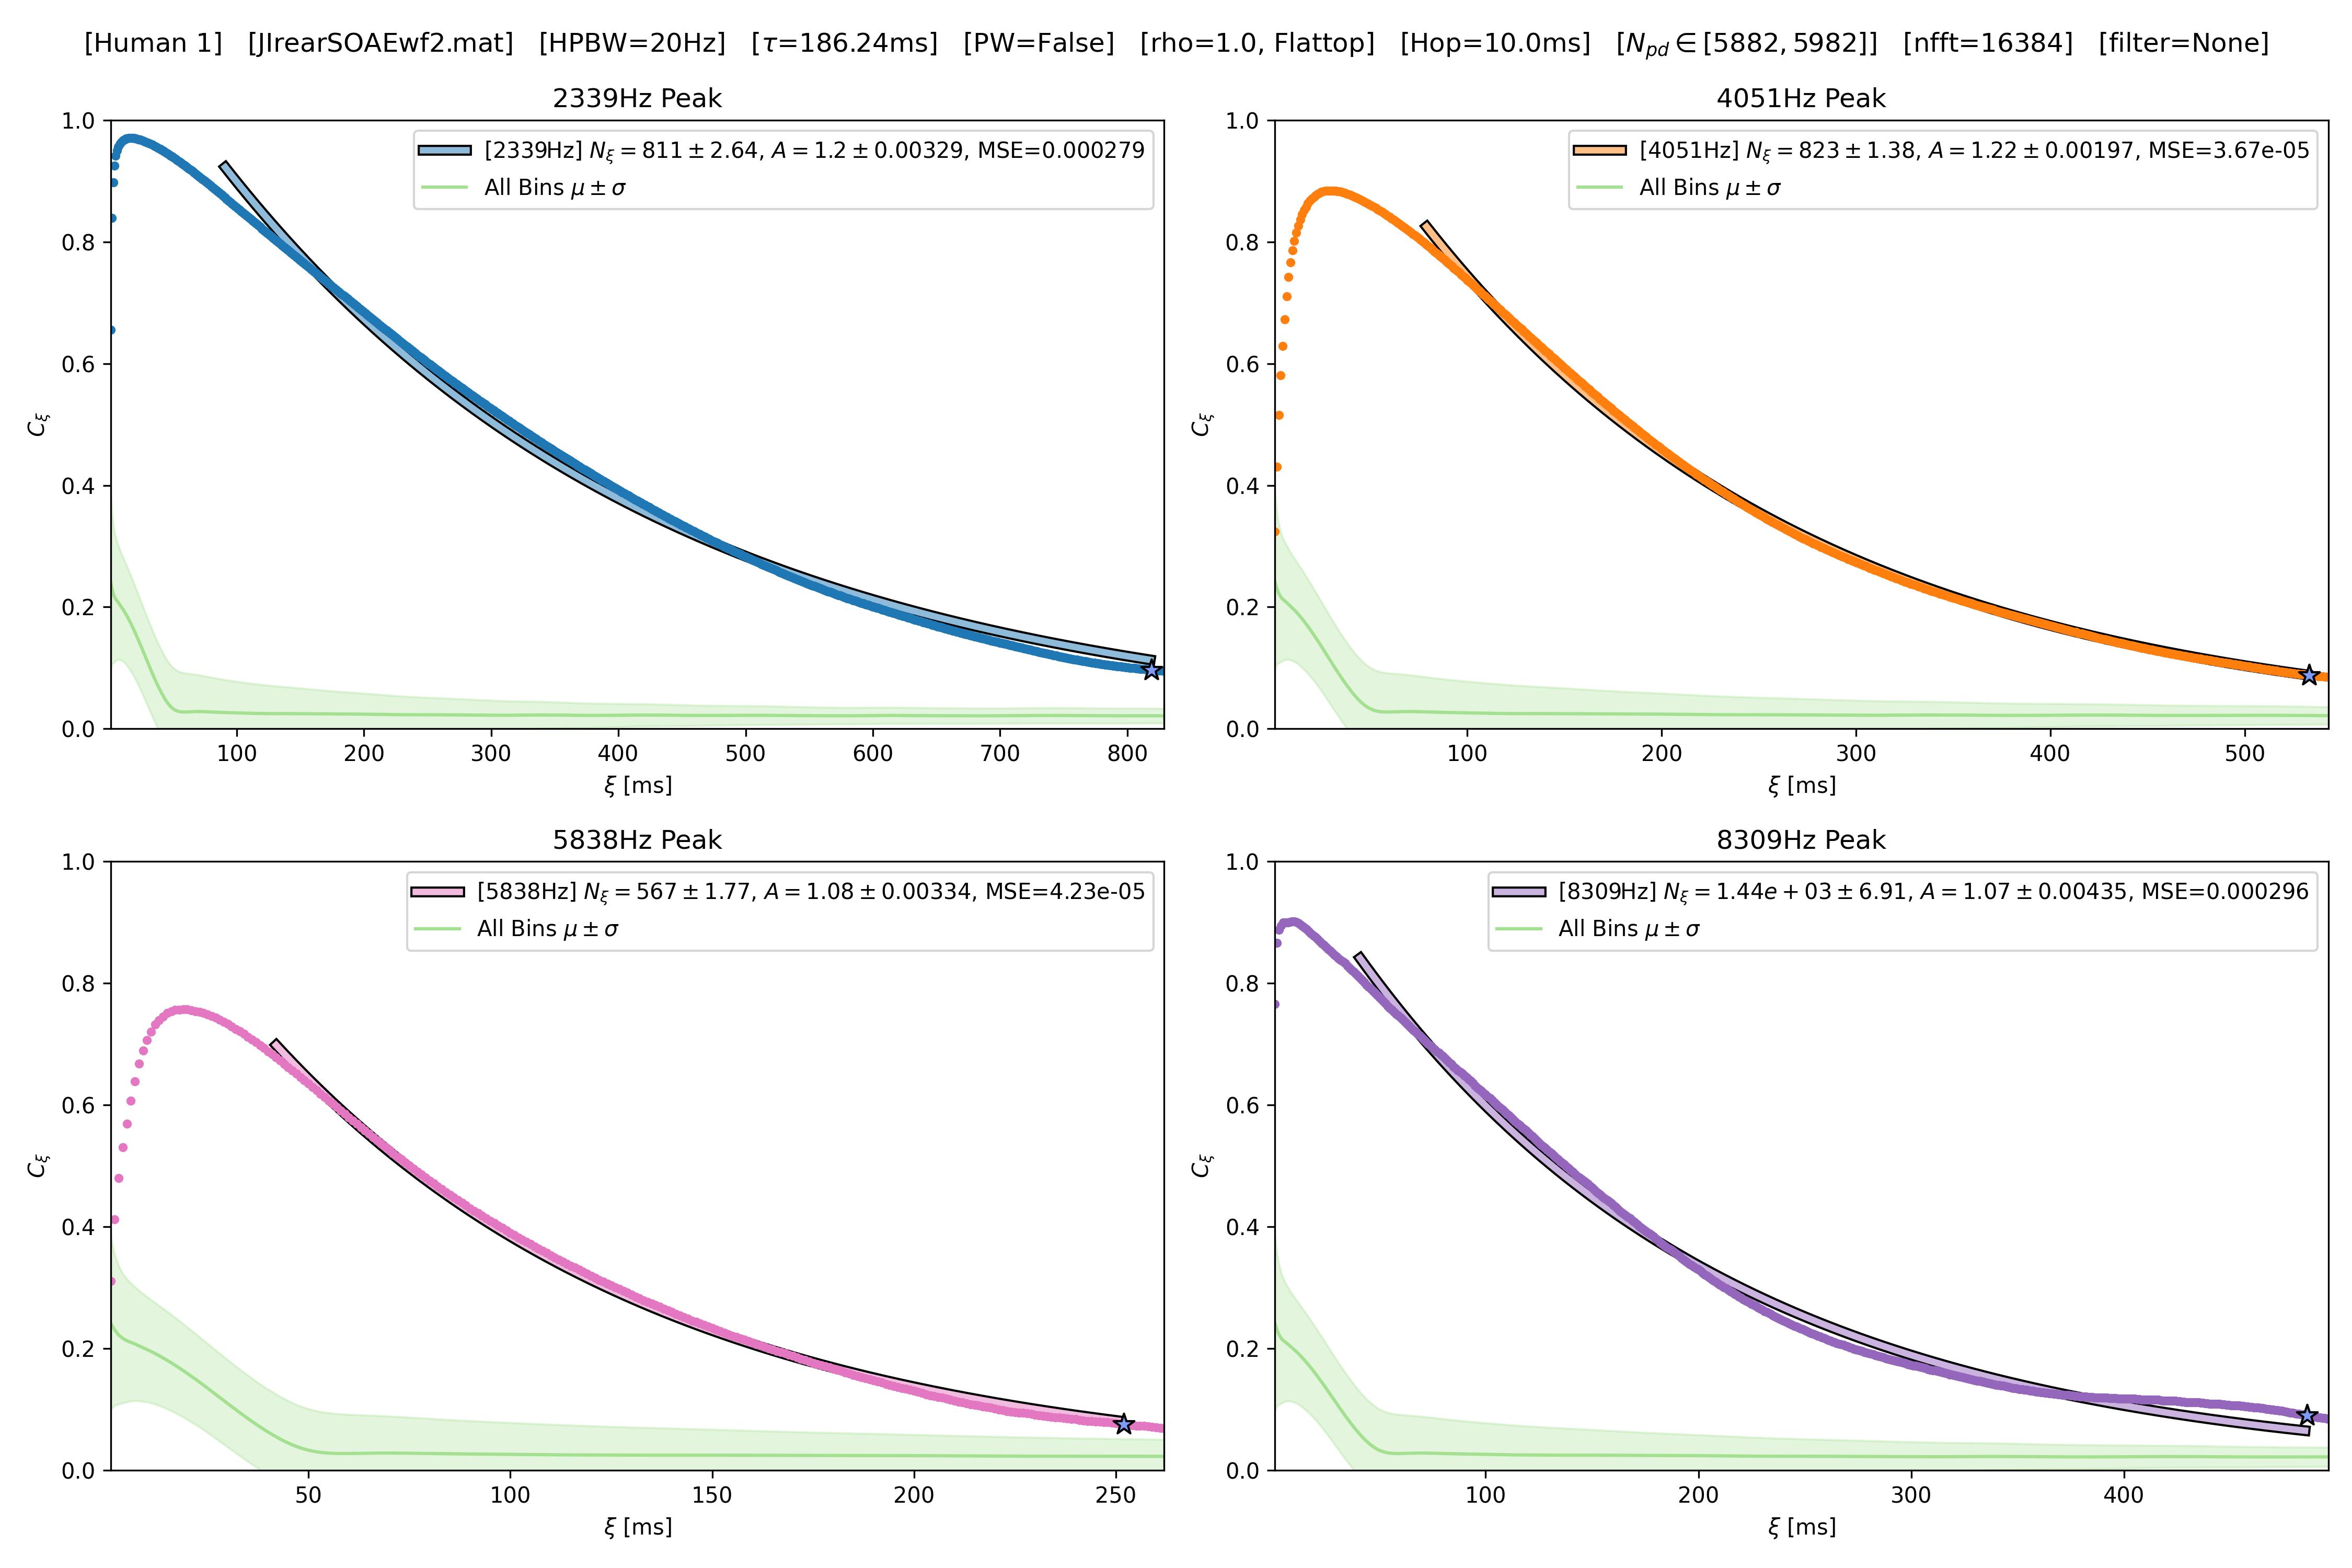 [Human 1]   [JIrearSOAEwf2.mat]   [HPBW=20Hz]   [τ=186.24ms]   [PW=False]   [rho=1.0, Flattop]   [Hop=10.0ms]   [N_pd ∈ [5882, 5982]]   [nfft=16384]   [filter=None]
2339Hz Peak
[2339Hz] N_ξ = 811 ± 2.64, A = 1.2 ± 0.00329, MSE=0.000279
All Bins μ ± σ
1.0
0.8
0.6
0.4
0.2
0.0
C_ξ
100 200 300 400 500 600 700 800
ξ [ms]
4051Hz Peak
[4051Hz] N_ξ = 823 ± 1.38, A = 1.22 ± 0.00197, MSE=3.67e-05
All Bins μ ± σ
1.0
0.8
0.6
0.4
0.2
0.0
C_ξ
100 200 300 400 500
ξ [ms]
5838Hz Peak
[5838Hz] N_ξ = 567 ± 1.77, A = 1.08 ± 0.00334, MSE=4.23e-05
All Bins μ ± σ
1.0
0.8
0.6
0.4
0.2
0.0
C_ξ
50 100 150 200 250
ξ [ms]
8309Hz Peak
[8309Hz] N_ξ = 1.44e + 03 ± 6.91, A = 1.07 ± 0.00435, MSE=0.000296
All Bins μ ± σ
1.0
0.8
0.6
0.4
0.2
0.0
C_ξ
100 200 300 400
ξ [ms]